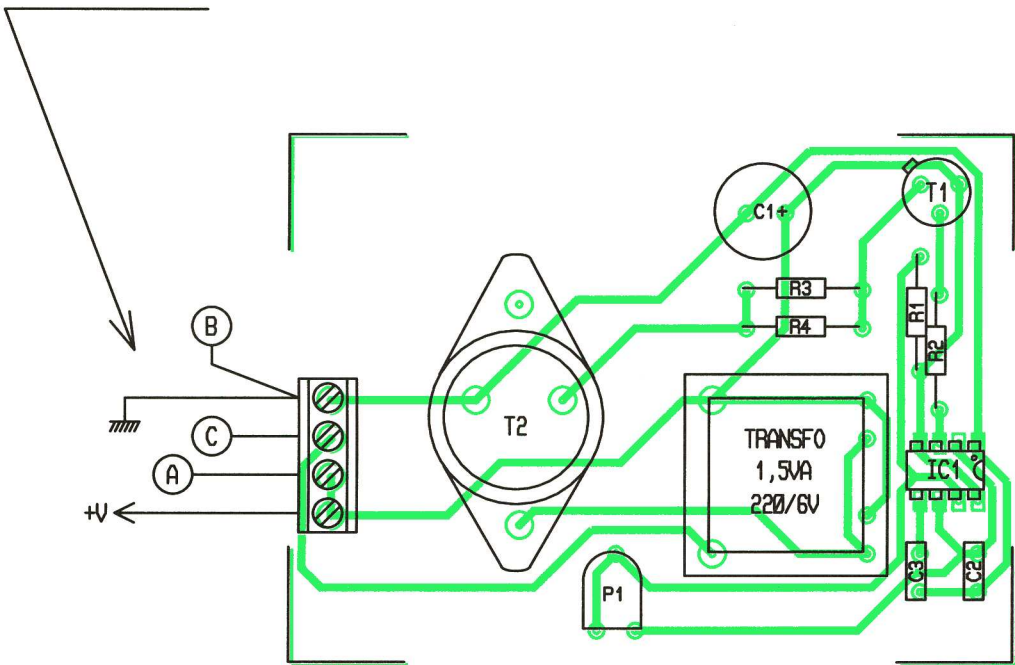 C1+
T1
R3
R1
B
R4
R2
T2
C
TRANSFO
1,5VA
220/6V
A
IC1
+V
C3
C2
P1